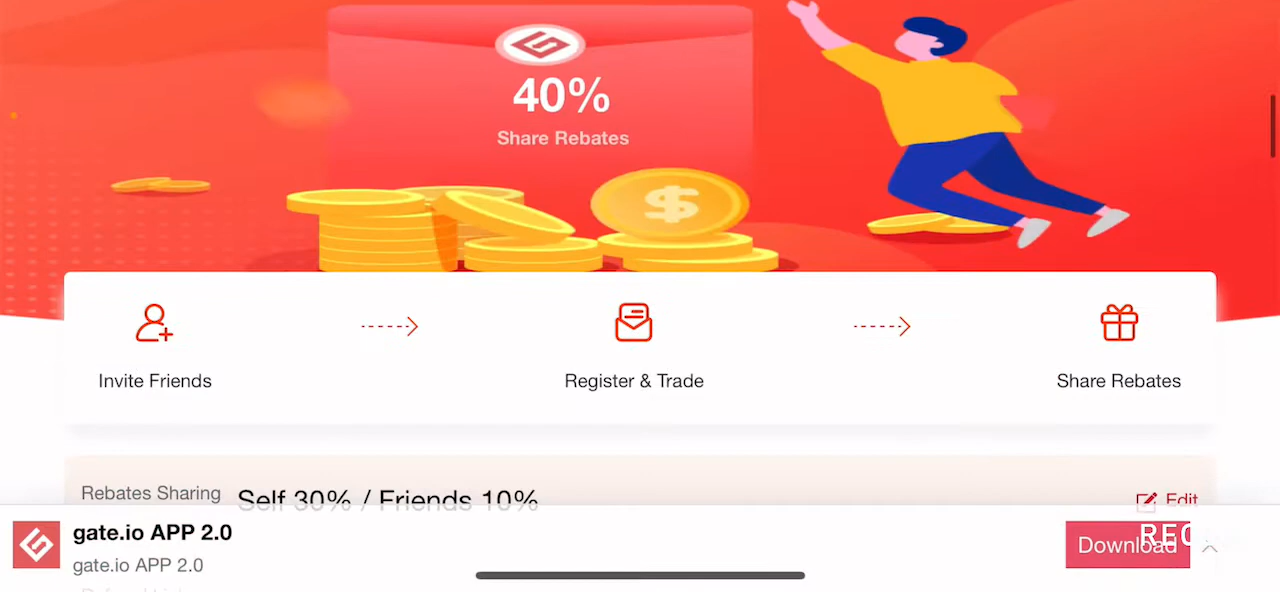 40%
Share Rebates
Invite Friends
Register & Trade
Share Rebates
Rebates Sharing
Self 30% / Friends 10%
Edit
gate.io APP 2.0
gate.io APP 2.0
Download
REC